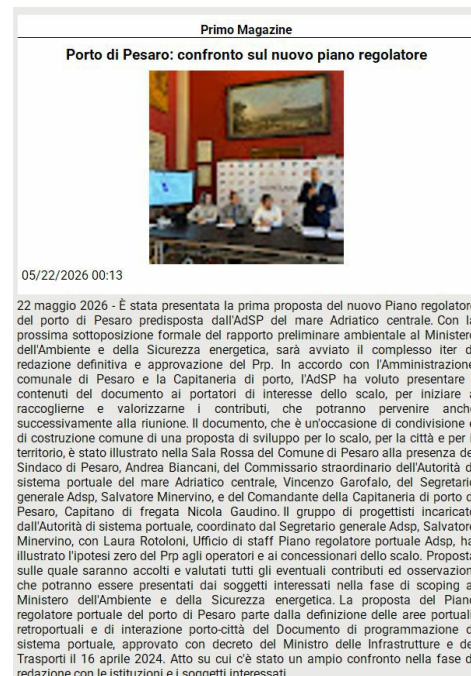 Primo Magazine
Porto di Pesaro: confronto sul nuovo piano regolatore
05/22/2026 00:13
22 maggio 2026 - È stata presentata la prima proposta del nuovo Piano regolatore
del porto di Pesaro predisposta dall'AdSP del mare Adriatico centrale. Con la
prossima sottoposizione formale del rapporto preliminare ambientale al Ministero
dell'Ambiente e della Sicurezza energetica, sarà avviato il complesso iter di
redazione definitiva e approvazione del Prp. In accordo con l'Amministrazione
comunale di Pesaro e la Capitaneria di porto, l'AdSP ha voluto presentare i
contenuti del documento ai portatori di interesse dello scalo, per iniziare a
raccoglierne e valorizzarne i contributi, che potranno pervenire anche
successivamente alla riunione. Il documento, che è un'occasione di condivisione e
di costruzione comune di una proposta di sviluppo per lo scalo, per la città e per il
territorio, è stato illustrato nella Sala Rossa del Comune di Pesaro alla presenza del
Sindaco di Pesaro, Andrea Biancani, del Commissario straordinario dell'Autorità di
sistema portuale del mare Adriatico centrale, Vincenzo Garofalo, del Segretario
generale Adsp, Salvatore Minervino, e del Comandante della Capitaneria di porto di
Pesaro, Capitano di fregata Nicola Gaudino. Il gruppo di progettisti incaricato
dall'Autorità di sistema portuale, coordinato dal Segretario generale Adsp, Salvatore
Minervino, con Laura Rotoloni, Ufficio di staff Piano regolatore portuale Adsp, ha
illustrato l'ipotesi zero del Prp agli operatori e ai concessionari dello scalo. Proposta
sulle quale saranno accolti e valutati tutti gli eventuali contributi ed osservazioni
che potranno essere presentati dai soggetti interessati nella fase di scoping al
Ministero dell'Ambiente e della Sicurezza energetica. La proposta del Piano
regolatore portuale del porto di Pesaro parte dalla definizione delle aree portuali,
retroportuali e di interazione porto-città del Documento di programmazione di
sistema portuale, approvato con decreto del Ministro delle Infrastrutture e dei
Trasporti il 16 aprile 2024. Atto su cui c'è stato un ampio confronto nella fase di
redazione con le istituzioni e i soggetti interessati.